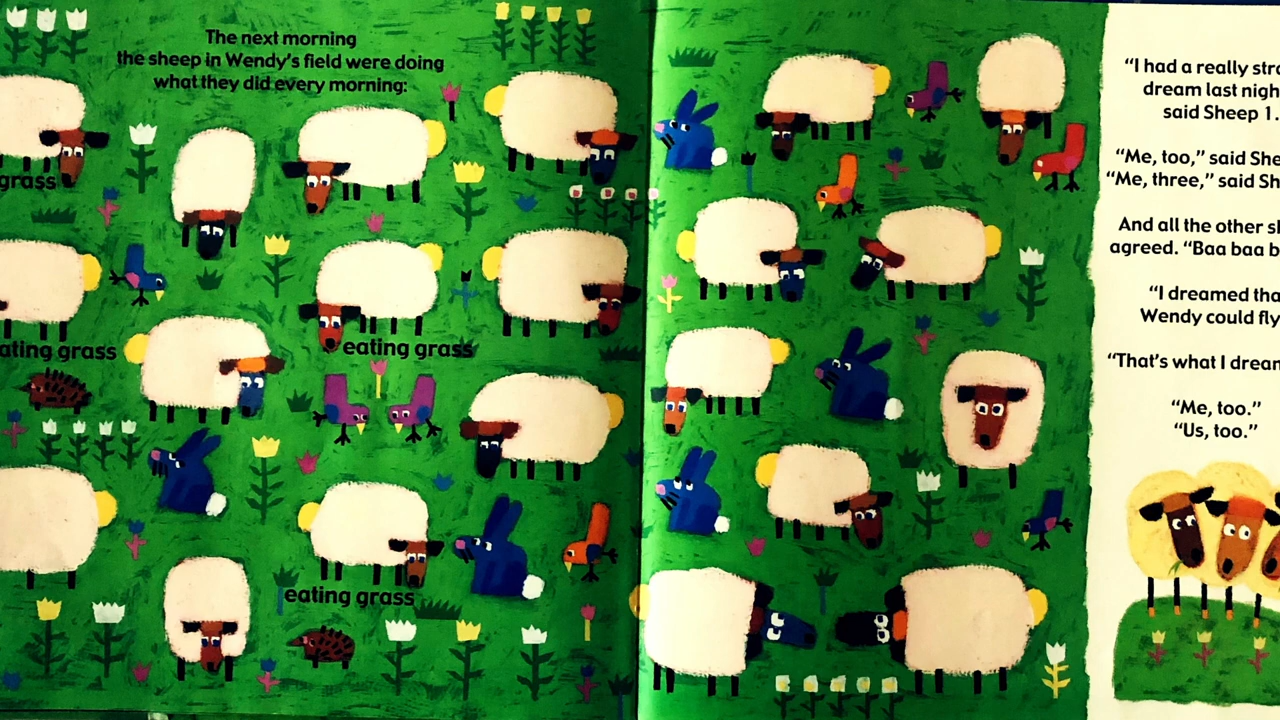 The next morning
the sheep in Wendy's field were doing
what they did every morning:
grass
eating grass
ating grass
eating grass
"I had a really stra
dream last nigh
said Sheep 1.
"Me, too," said She
"Me, three," said Sh
And all the other sh
agreed. "Baa baa b
"I dreamed tha
Wendy could fly
"That's what I drean
"Me, too."
"Us, too."